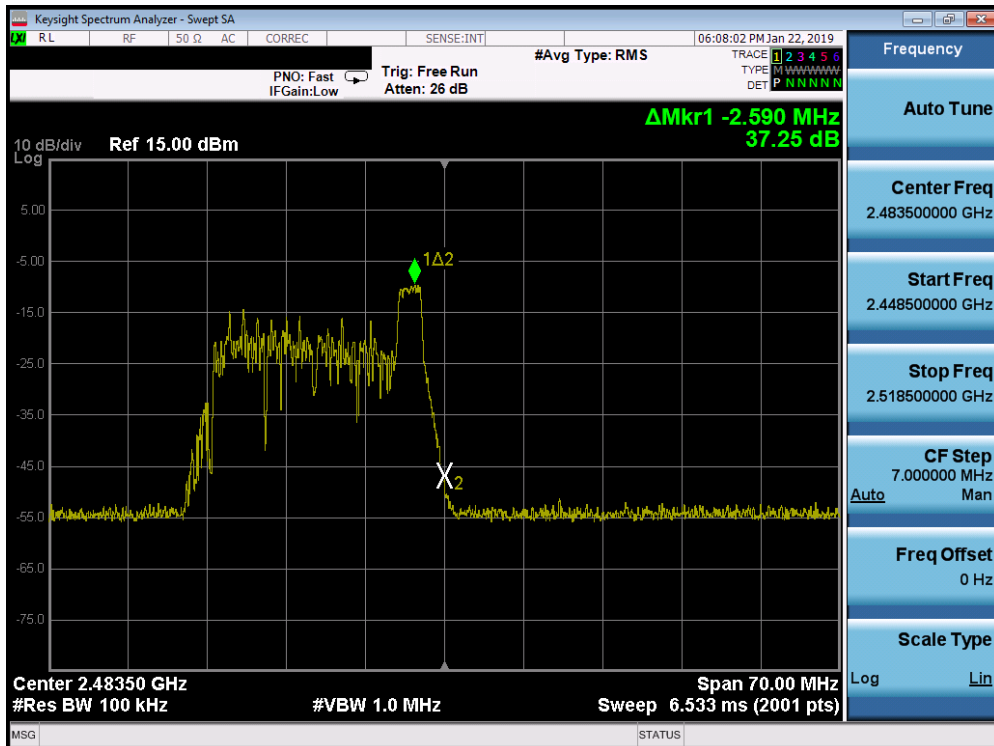 Keysight Spectrum Analyzer - Swept SA
LXI RL RF 50 Ω AC CORREC SENSE:INT 06:08:02 PM Jan 22, 2019
#Avg Type: RMS
TRACE 1 2 3 4 5 6
PNO: Fast Trig: Free Run
TYPE M W W W W W
IFGain:Low Atten: 26 dB
DET P N N N N N
ΔMkr1 -2.590 MHz
37.25 dB
10 dB/div Ref 15.00 dBm
Log
5.00
-5.00
1Δ2
-15.0
-25.0
-35.0
-45.0
2
-55.0
-65.0
-75.0
Center 2.48350 GHz Span 70.00 MHz
#Res BW 100 kHz #VBW 1.0 MHz Sweep 6.533 ms (2001 pts)
MSG STATUS
Frequency
Auto Tune
Center Freq
2.483500000 GHz
Start Freq
2.448500000 GHz
Stop Freq
2.518500000 GHz
CF Step
7.000000 MHz
Auto Man
Freq Offset
0 Hz
Scale Type
Log Lin